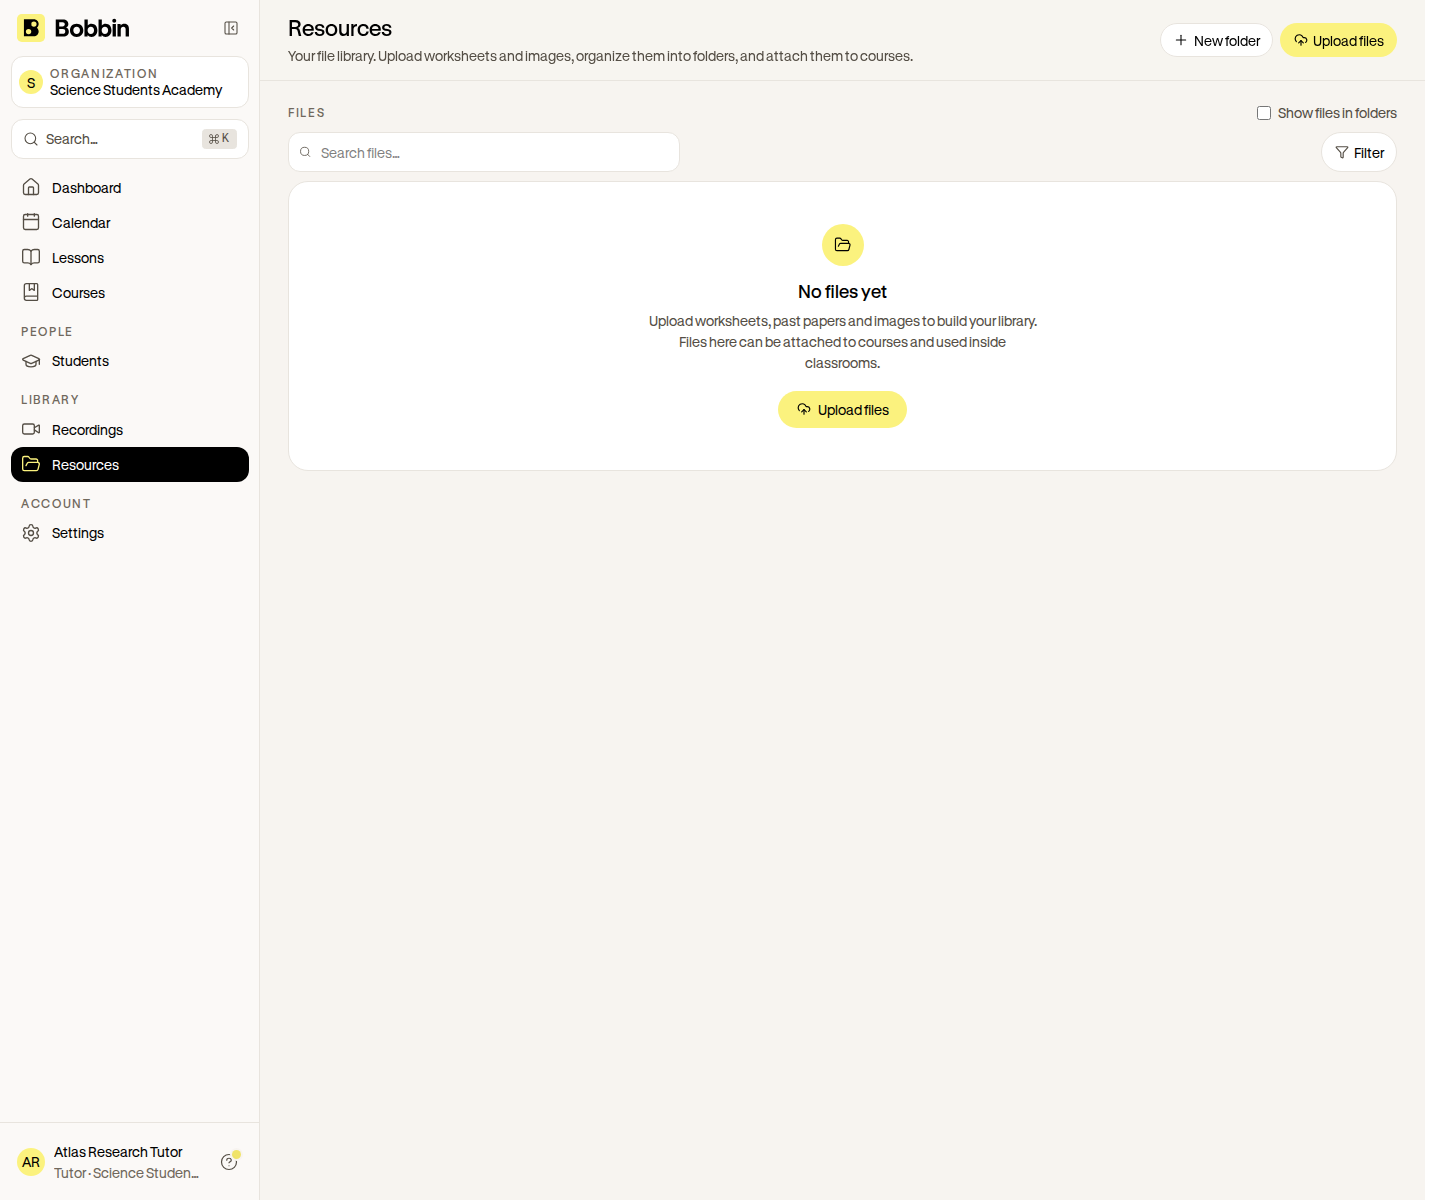 Bobbin
ORGANIZATION
S
Science Students Academy
Search...
⌘ K
Dashboard
Calendar
Lessons
Courses
PEOPLE
Students
LIBRARY
Recordings
Resources
ACCOUNT
Settings
AR
Atlas Research Tutor
Tutor · Science Studen...
Resources
Your file library. Upload worksheets and images, organize them into folders, and attach them to courses.
New folder
Upload files
FILES
Show files in folders
Search files...
Filter
No files yet
Upload worksheets, past papers and images to build your library.
Files here can be attached to courses and used inside
classrooms.
Upload files